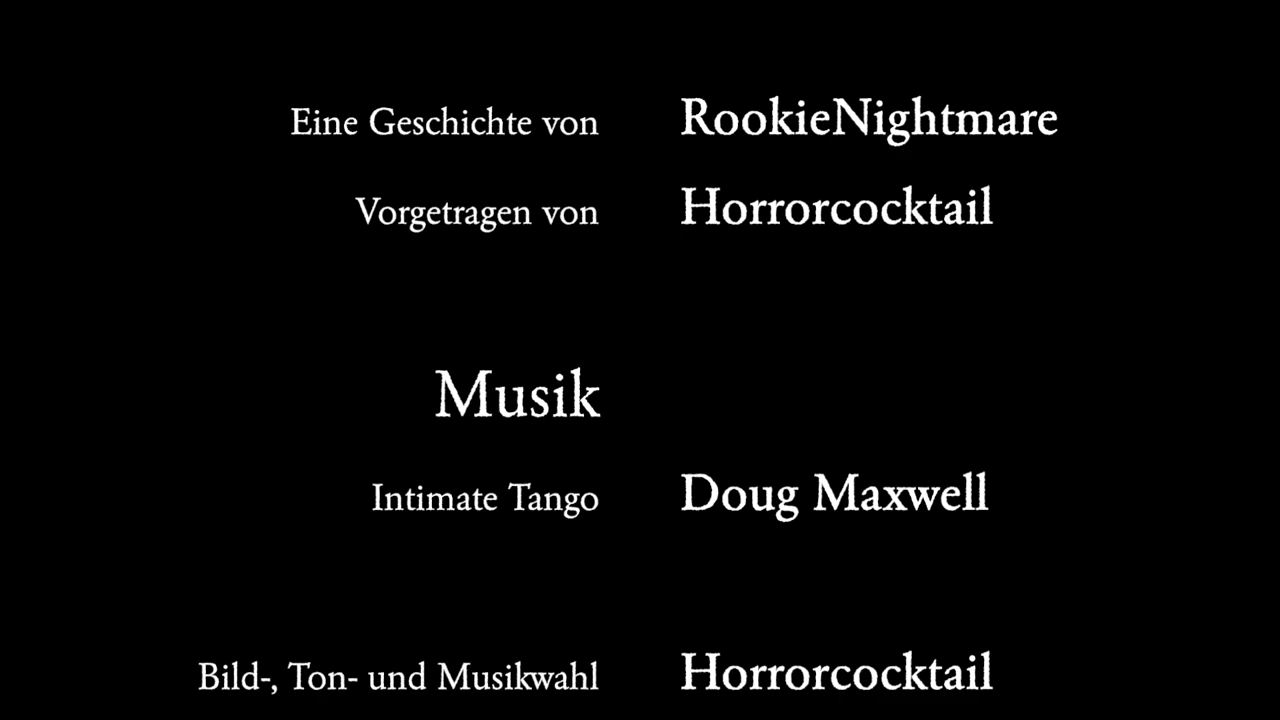 Eine Geschichte von RookieNightmare
Vorgetragen von Horrorcocktail
Musik
Intimate Tango Doug Maxwell
Bild-, Ton- und Musikwahl Horrorcocktail